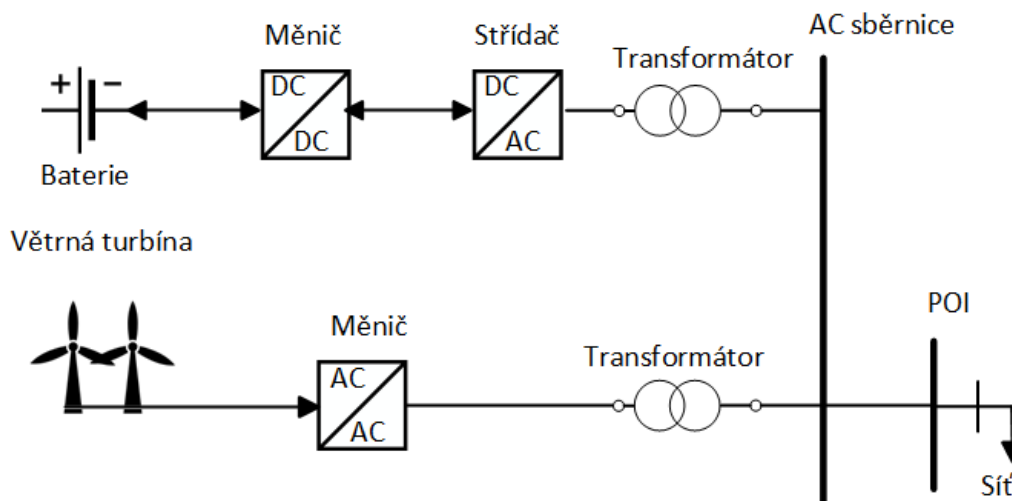 Měnič
Střídač
AC sběrnice
Transformátor
+ −
DC
DC
DC
AC
Baterie
Větrná turbína
POI
Měnič
Transformátor
AC
AC
Síť